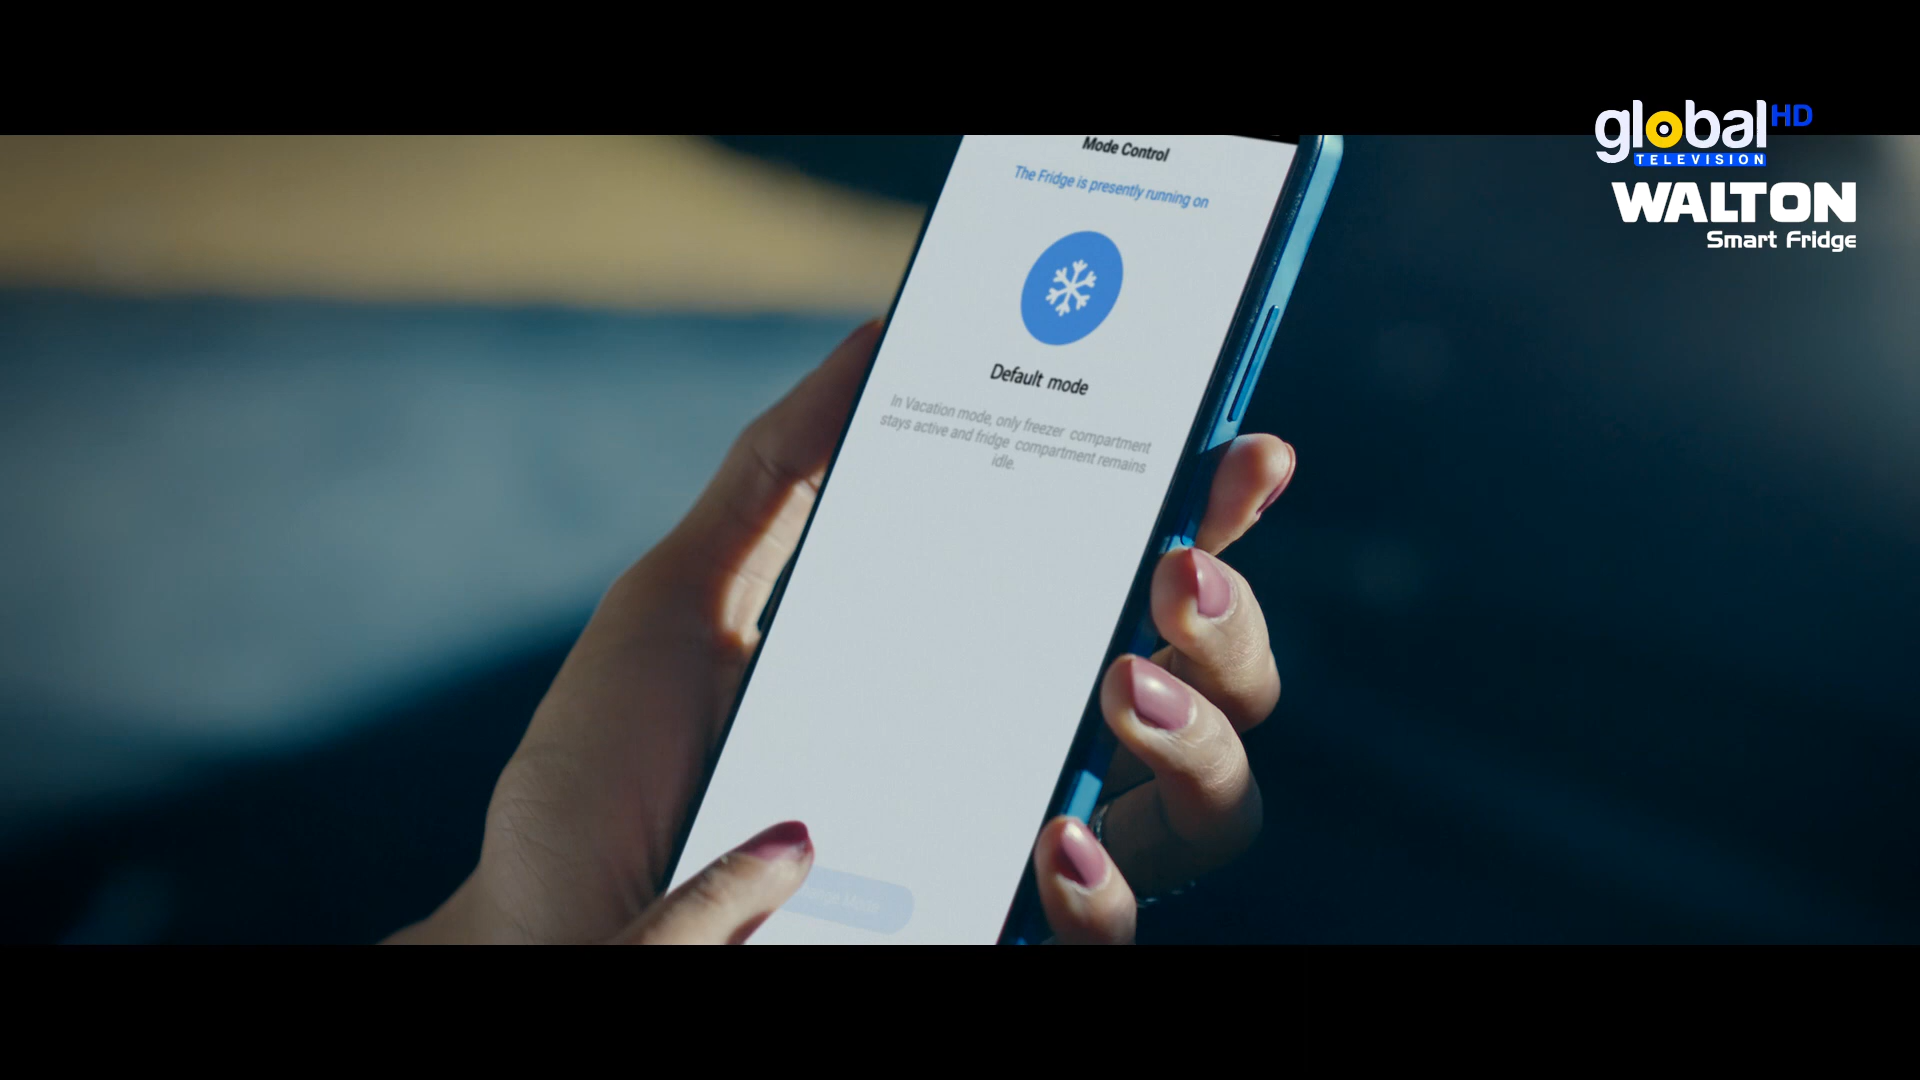 global HD
TELEVISION
WALTON
Smart Fridge
Mode Control
The Fridge is presently running on
Default mode
In Vacation mode, only freezer compartment
stays active and fridge compartment remains
idle.
Mode